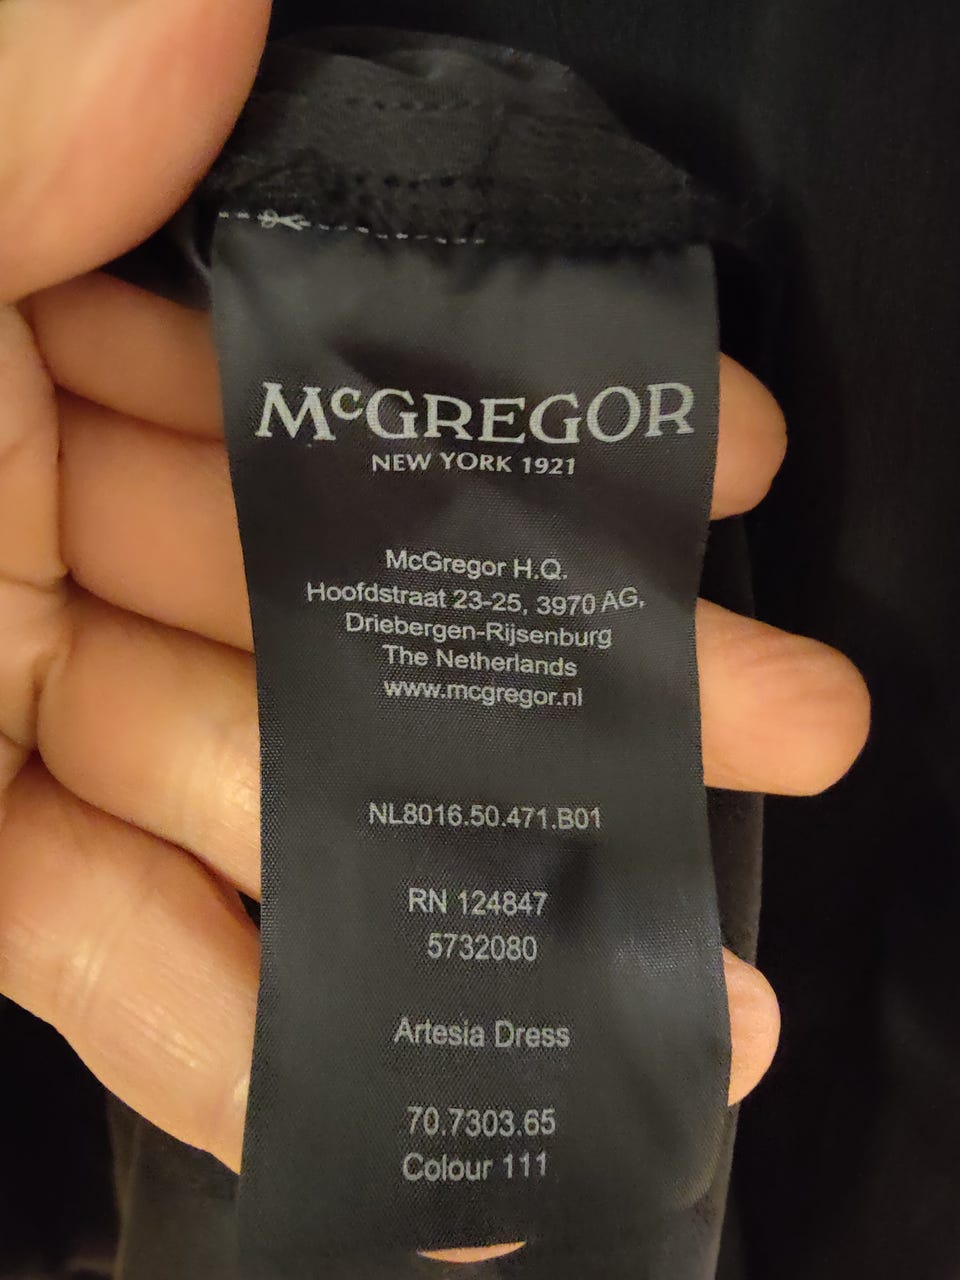 McGREGOR
NEW YORK 1921
McGregor H.Q.
Hoofdstraat 23-25, 3970 AG,
Driebergen-Rijsenburg
The Netherlands
www.mcgregor.nl
NL8016.50.471.B01
RN 124847
5732080
Artesia Dress
70.7303.65
Colour 111